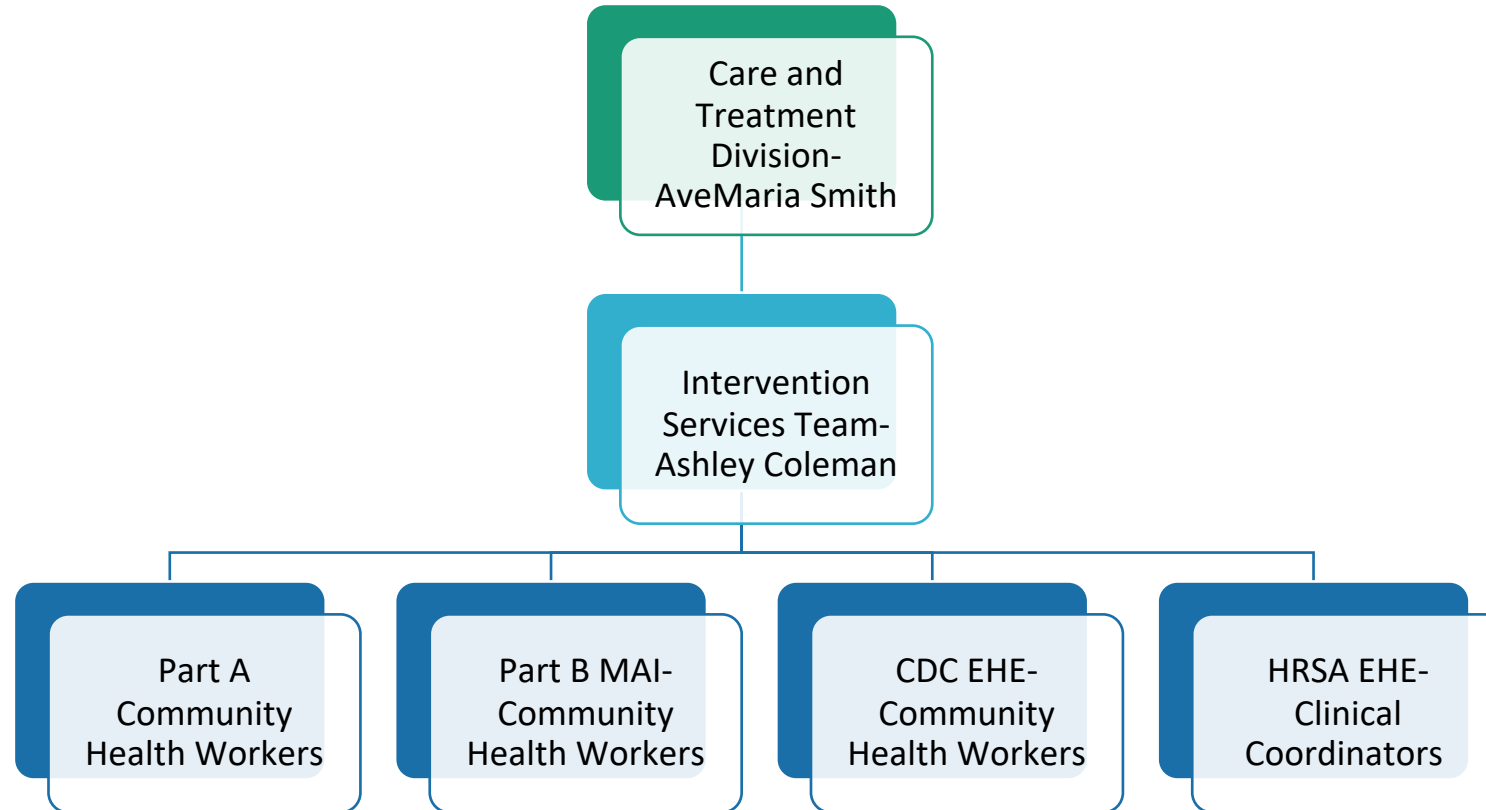 Care and
Treatment
Division-
AveMaria Smith
Intervention
Services Team-
Ashley Coleman
Part A
Community
Health Workers
Part B MAI-
Community
Health Workers
CDC EHE-
Community
Health Workers
HRSA EHE-
Clinical
Coordinators